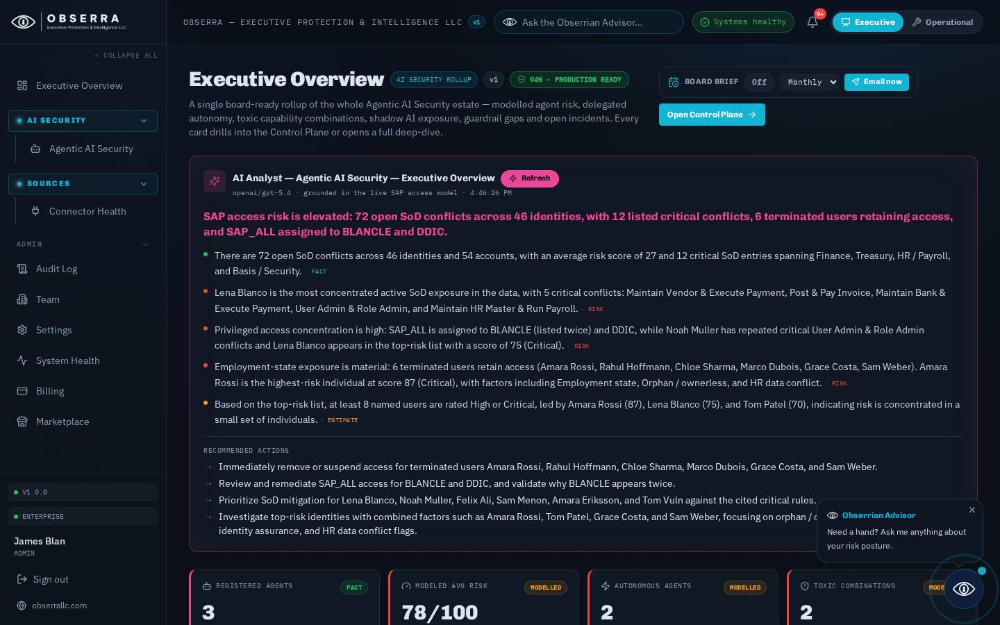 OBSERRA
Executive Protection & Intelligence LLC
OBSERRA — EXECUTIVE PROTECTION & INTELLIGENCE LLC
v1
Ask the Obserrian Advisor...
Systems healthy
9+
Executive
Operational
COLLAPSE ALL
Executive Overview
AI SECURITY
Agentic AI Security
SOURCES
Connector Health
ADMIN
Audit Log
Team
Settings
System Health
Billing
Marketplace
V1.0.0
ENTERPRISE
James Blan
ADMIN
Sign out
obserrallc.com
Executive Overview
AI SECURITY ROLLUP
v1
94% · PRODUCTION READY
A single board-ready rollup of the whole Agentic AI Security estate — modelled agent risk, delegated
autonomy, toxic capability combinations, shadow AI exposure, guardrail gaps and open incidents. Every
card drills into the Control Plane or opens a full deep-dive.
BOARD BRIEF
Off
Monthly
Email now
Open Control Plane →
AI Analyst — Agentic AI Security — Executive Overview
Refresh
openai/gpt-5.4 · grounded in the live SAP access model · 4:46:26 PM
SAP access risk is elevated: 72 open SoD conflicts across 46 identities, with 12 listed critical conflicts, 6 terminated users retaining access,
and SAP_ALL assigned to BLANCLE and DDIC.
There are 72 open SoD conflicts across 46 identities and 54 accounts, with an average risk score of 27 and 12 critical SoD entries spanning Finance, Treasury, HR / Payroll,
and Basis / Security. · FACT
Lena Blanco is the most concentrated active SoD exposure in the data, with 5 critical conflicts: Maintain Vendor & Execute Payment, Post & Pay Invoice, Maintain Bank &
Execute Payment, User Admin & Role Admin, and Maintain HR Master & Run Payroll. · RISK
Privileged access concentration is high: SAP_ALL is assigned to BLANCLE (listed twice) and DDIC, while Noah Muller has repeated critical User Admin & Role Admin
conflicts and Lena Blanco appears in the top-risk list with a score of 75 (Critical). · RISK
Employment-state exposure is material: 6 terminated users retain access (Amara Rossi, Rahul Hoffmann, Chloe Sharma, Marco Dubois, Grace Costa, Sam Weber). Amara
Rossi is the highest-risk individual at score 87 (Critical), with factors including Employment state, Orphan / ownerless, and HR data conflict. · RISK
Based on the top-risk list, at least 8 named users are rated High or Critical, led by Amara Rossi (87), Lena Blanco (75), and Tom Patel (70), indicating risk is concentrated in a
small set of individuals. · ESTIMATE
RECOMMENDED ACTIONS
→ Immediately remove or suspend access for terminated users Amara Rossi, Rahul Hoffmann, Chloe Sharma, Marco Dubois, Grace Costa, and Sam Weber.
→ Review and remediate SAP_ALL access for BLANCLE and DDIC, and validate why BLANCLE appears twice.
→ Prioritize SoD mitigation for Lena Blanco, Noah Muller, Felix Ali, Sam Menon, Amara Eriksson, and Tom Vuln against the cited critical rules.
→ Investigate top-risk identities with combined factors such as Amara Rossi, Tom Patel, Grace Costa, and Sam Weber, focusing on orphan /
identity assurance, and HR data conflict flags.
Obserrian Advisor
Need a hand? Ask me anything about
your risk posture.
REGISTERED AGENTS
FACT
3
MODELED AVG RISK
MODELLED
78/100
AUTONOMOUS AGENTS
MODELLED
2
TOXIC COMBINATIONS
2